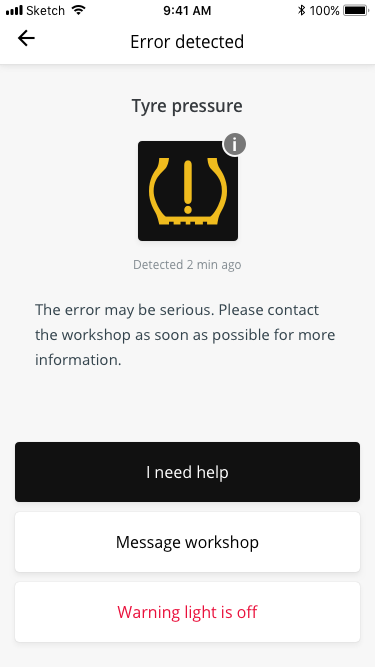 Sketch 9:41 AM 100%
Error detected
Tyre pressure
i
Detected 2 min ago
The error may be serious. Please contact
the workshop as soon as possible for more
information.
I need help
Message workshop
Warning light is off